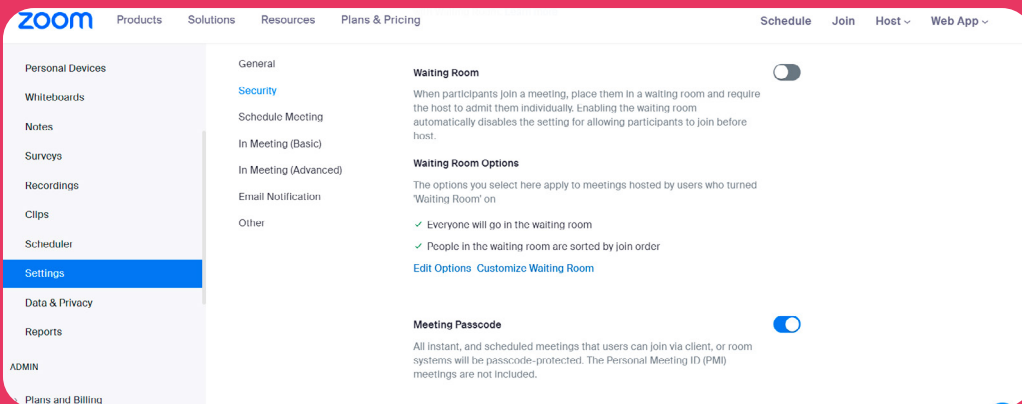 zoom
Products Solutions Resources Plans & Pricing Schedule Join Host Web App
Personal Devices
Whiteboards
Notes
Surveys
Recordings
Clips
Scheduler
Settings
Data & Privacy
Reports
ADMIN
Plans and Billing
General
Security
Schedule Meeting
In Meeting (Basic)
In Meeting (Advanced)
Email Notification
Other
Waiting Room
When participants join a meeting, place them in a waiting room and require
the host to admit them individually. Enabling the waiting room
automatically disables the setting for allowing participants to join before
host.
Waiting Room Options
The options you select here apply to meetings hosted by users who turned
'Waiting Room' on
Everyone will go in the waiting room
People in the waiting room are sorted by join order
Edit Options Customize Waiting Room
Meeting Passcode
All instant, and scheduled meetings that users can join via client, or room
systems will be passcode-protected. The Personal Meeting ID (PMI)
meetings are not included.